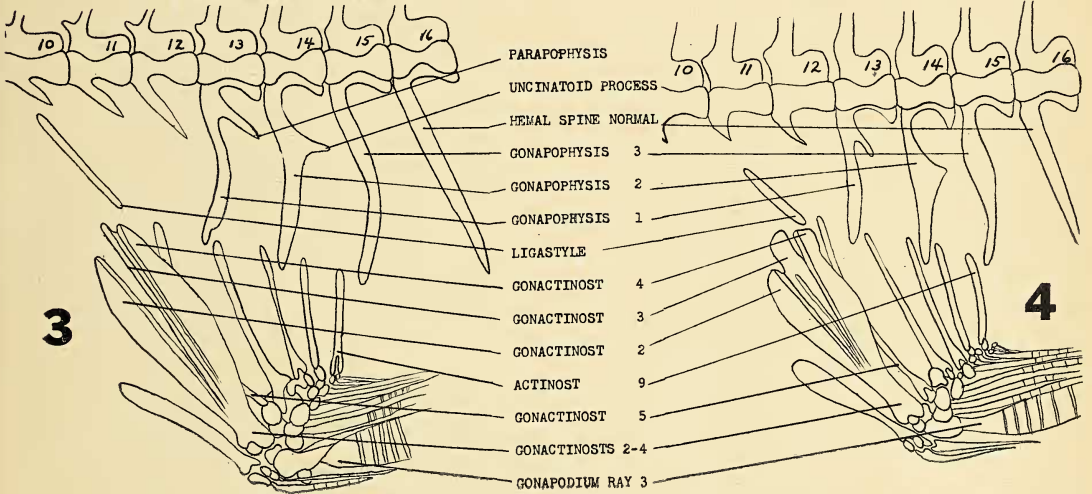 10 11 12 13 14 15 16
10 11 12 13 14 15 16
PARAPOPHYSIS
UNCINATOID PROCESS
HEMAL SPINE NORMAL
GONAPOPHYSIS 3
GONAPOPHYSIS 2
GONAPOPHYSIS 1
LIGASTYLE
GONACTINOST 4
GONACTINOST 3
GONACTINOST 2
ACTINOST 9
GONACTINOST 5
GONACTINOSTS 2-4
GONAPODIUM RAY 3
3
4